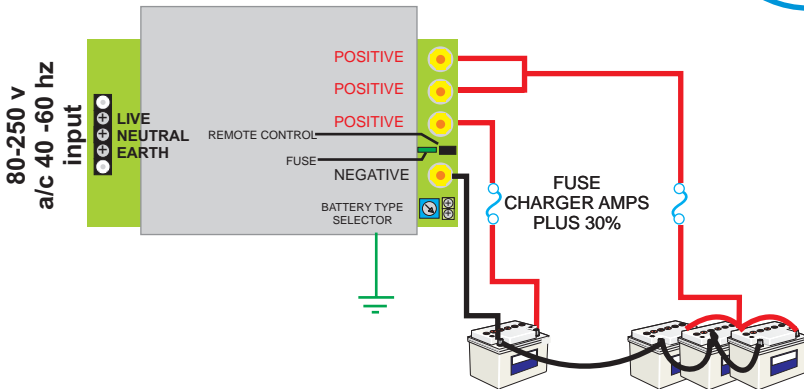 80-250 v
a/c 40 -60 hz
input
LIVE
NEUTRAL
EARTH
POSITIVE
POSITIVE
POSITIVE
REMOTE CONTROL
FUSE
NEGATIVE
BATTERY TYPE
SELECTOR
FUSE
CHARGER AMPS
PLUS 30%